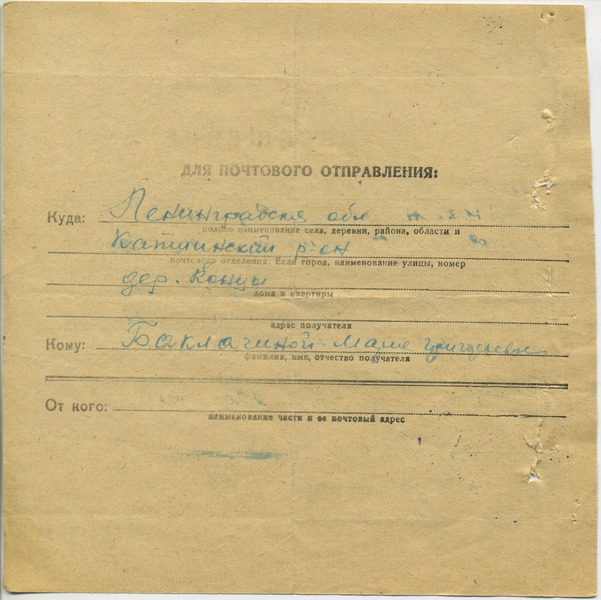 ДЛЯ ПОЧТОВОГО ОТПРАВЛЕНИЯ:
Куда: Ленинградская обл.
полное наименование села, деревни, района, области и
р-он
почтового отделения. Если город, наименование улицы, номер
дер. Концы
дома и квартиры
адрес получателя
Кому: Баклагиной Марие Григорьевне
фамилия, имя, отчество получателя
От кого:
наименование части и ее почтовый адрес